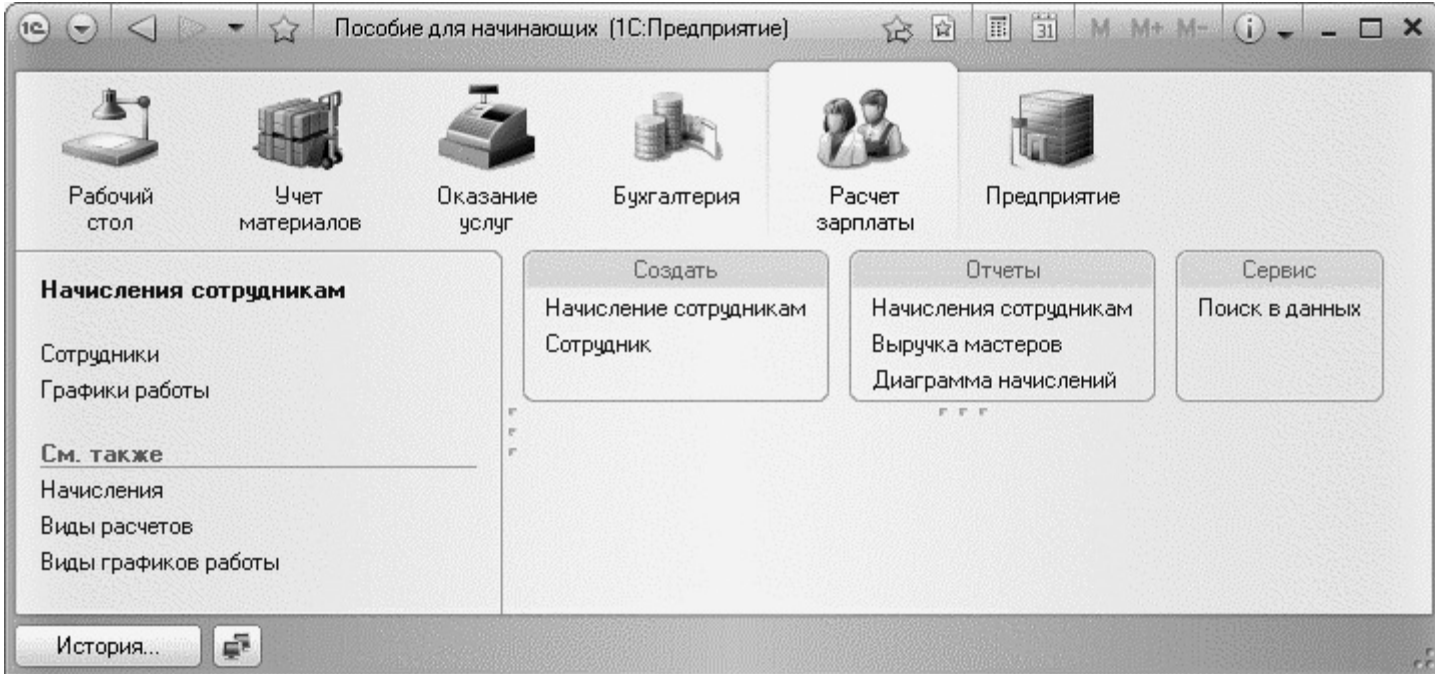 1С Пособие для начинающих (1С:Предприятие) 31 M M+ M-
Рабочий стол
Учет материалов
Оказание услуг
Бухгалтерия
Расчет зарплаты
Предприятие
Начисления сотрудникам
Сотрудники
Графики работы
См. также
Начисления
Виды расчетов
Виды графиков работы
Создать
Начисление сотрудникам
Сотрудник
Отчеты
Начисления сотрудникам
Выручка мастеров
Диаграмма начислений
Сервис
Поиск в данных
История...